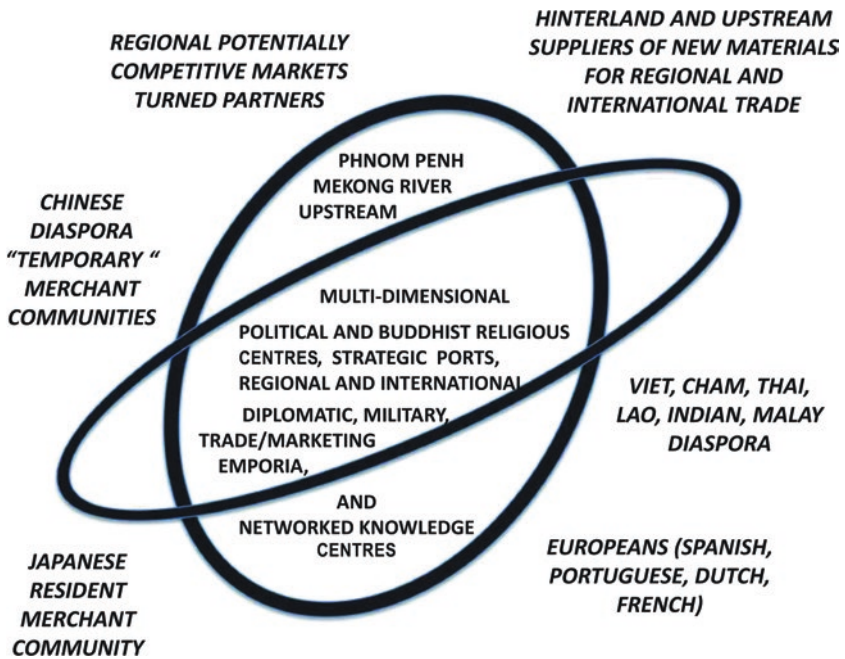 REGIONAL POTENTIALLY
COMPETITIVE MARKETS
TURNED PARTNERS
HINTERLAND AND UPSTREAM
SUPPLIERS OF NEW MATERIALS
FOR REGIONAL AND
INTERNATIONAL TRADE
PHNOM PENH
MEKONG RIVER
UPSTREAM
CHINESE
DIASPORA
“TEMPORARY “
MERCHANT
COMMUNITIES
MULTI-DIMENSIONAL
POLITICAL AND BUDDHIST RELIGIOUS
CENTRES, STRATEGIC PORTS,
REGIONAL AND INTERNATIONAL
DIPLOMATIC, MILITARY,
TRADE/MARKETING
EMPORIA,
AND
NETWORKED KNOWLEDGE
CENTRES
VIET, CHAM, THAI,
LAO, INDIAN, MALAY
DIASPORA
JAPANESE
RESIDENT
MERCHANT
COMMUNITY
EUROPEANS (SPANISH,
PORTUGUESE, DUTCH,
FRENCH)